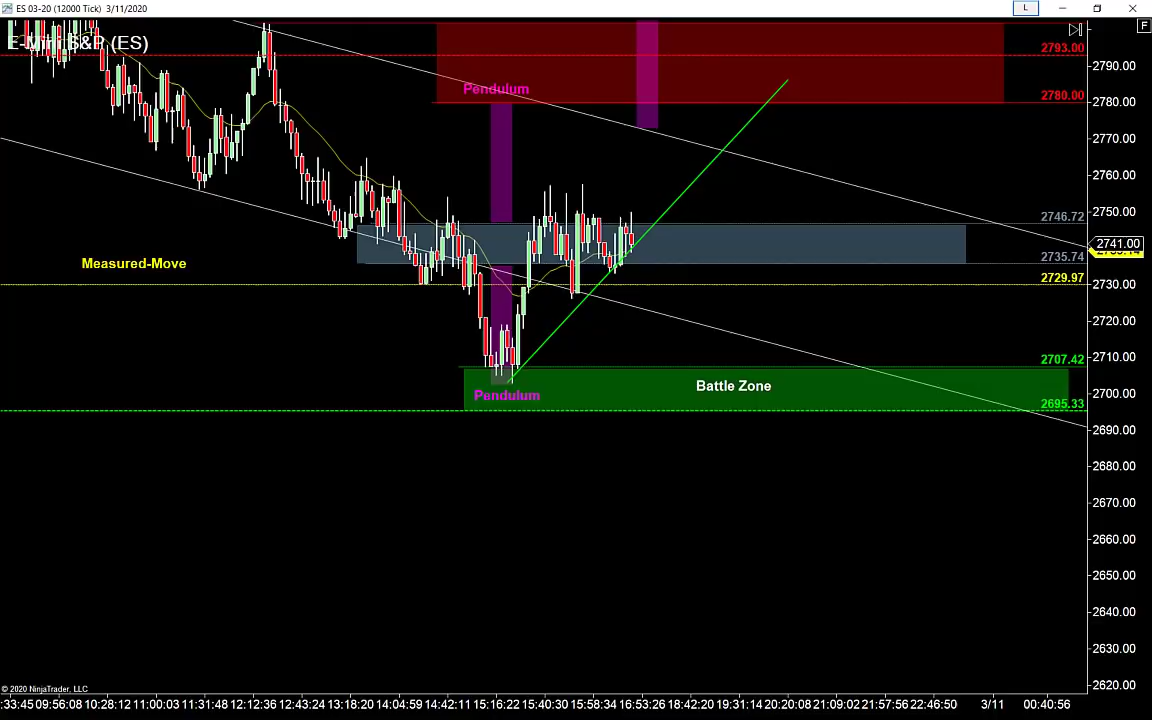 ES 03-20 (12000 Tick)  3/11/2020
L
F
E-Mini S&P (ES)
2793.00
2790.00
Pendulum
2780.00
2780.00
2770.00
2760.00
2750.00
2746.72
2741.00
2735.74
Measured-Move
2729.97
2730.00
2720.00
2707.42
2710.00
Battle Zone
Pendulum
2700.00
2695.33
2690.00
2680.00
2670.00
2660.00
2650.00
2640.00
2630.00
© 2020 NinjaTrader, LLC
2620.00
:33:45 09:56:08 10:28:12 11:00:03 11:31:48 12:12:36 12:43:24 13:18:20 14:04:59 14:42:11 15:16:22 15:40:30 15:58:34 16:53:26 18:42:20 19:31:14 20:20:08 21:09:02 21:57:56 22:46:50 3/11 00:40:56